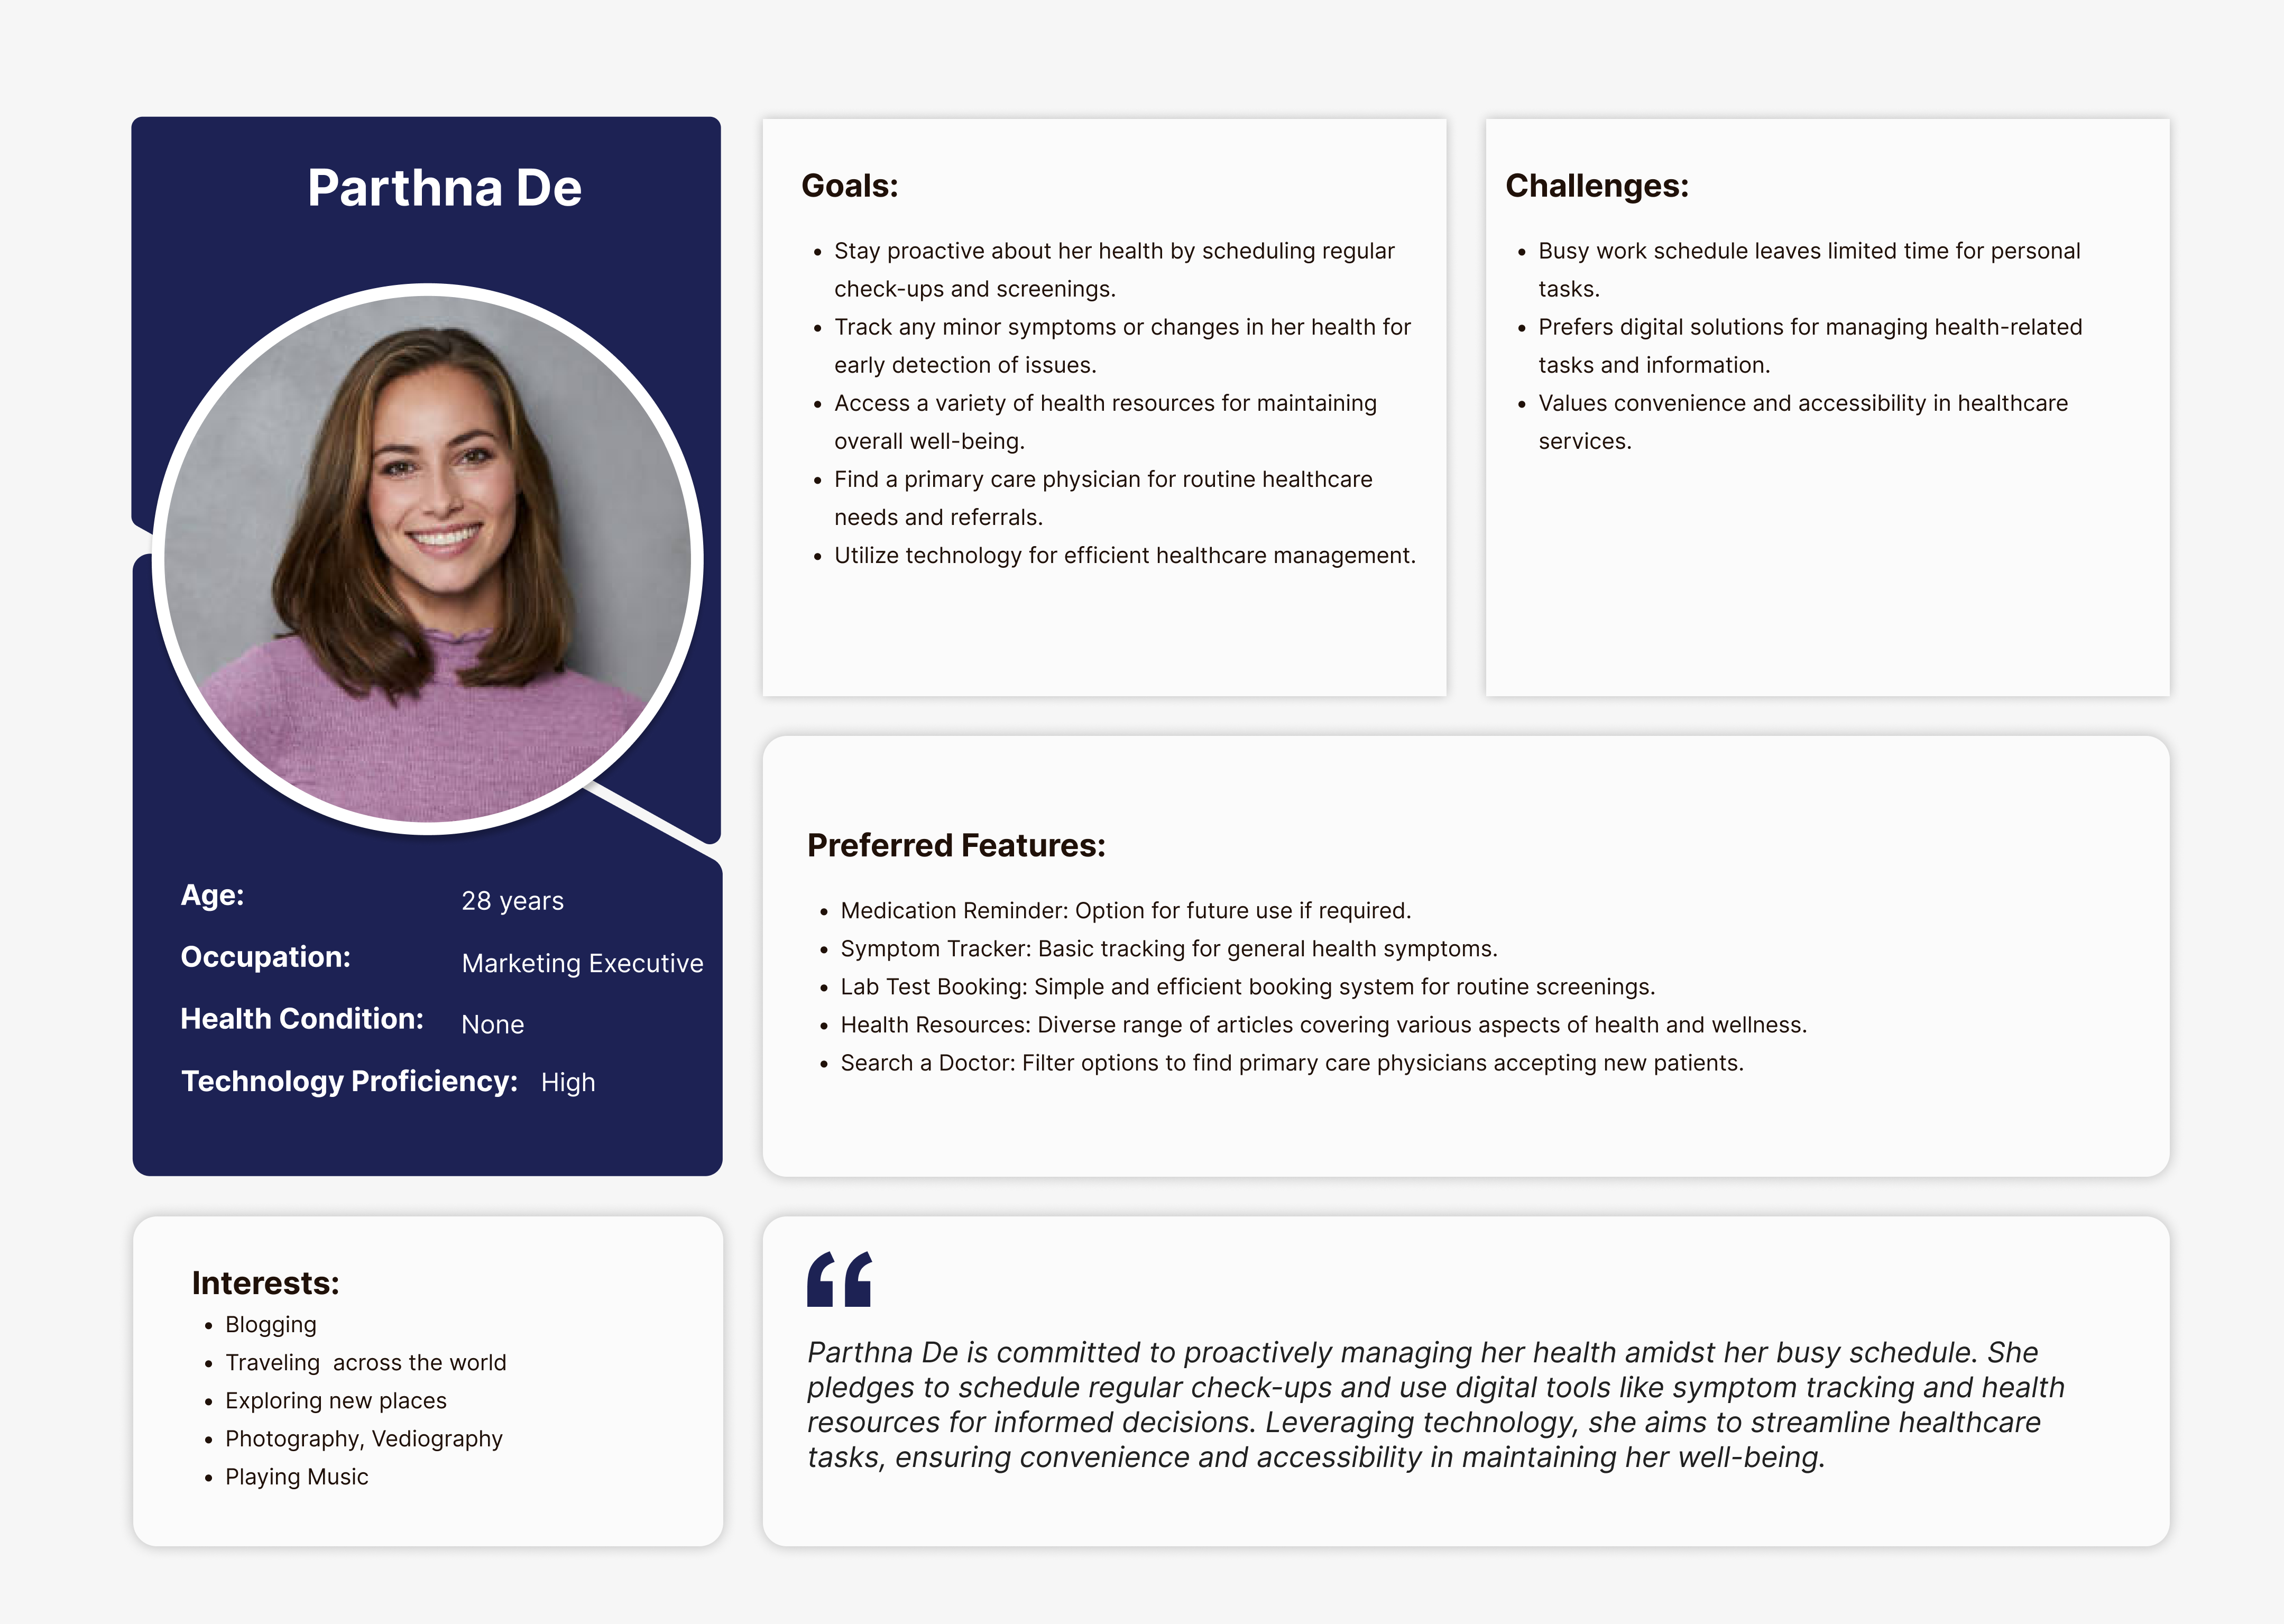 Parthna De
Age: 28 years
Occupation: Marketing Executive
Health Condition: None
Technology Proficiency: High
Goals:
• Stay proactive about her health by scheduling regular
check-ups and screenings.
• Track any minor symptoms or changes in her health for
early detection of issues.
• Access a variety of health resources for maintaining
overall well-being.
• Find a primary care physician for routine healthcare
needs and referrals.
• Utilize technology for efficient healthcare management.
Challenges:
• Busy work schedule leaves limited time for personal
tasks.
• Prefers digital solutions for managing health-related
tasks and information.
• Values convenience and accessibility in healthcare
services.
Preferred Features:
• Medication Reminder: Option for future use if required.
• Symptom Tracker: Basic tracking for general health symptoms.
• Lab Test Booking: Simple and efficient booking system for routine screenings.
• Health Resources: Diverse range of articles covering various aspects of health and wellness.
• Search a Doctor: Filter options to find primary care physicians accepting new patients.
Interests:
• Blogging
• Traveling  across the world
• Exploring new places
• Photography, Vediography
• Playing Music
“
Parthna De is committed to proactively managing her health amidst her busy schedule. She
pledges to schedule regular check-ups and use digital tools like symptom tracking and health
resources for informed decisions. Leveraging technology, she aims to streamline healthcare
tasks, ensuring convenience and accessibility in maintaining her well-being.